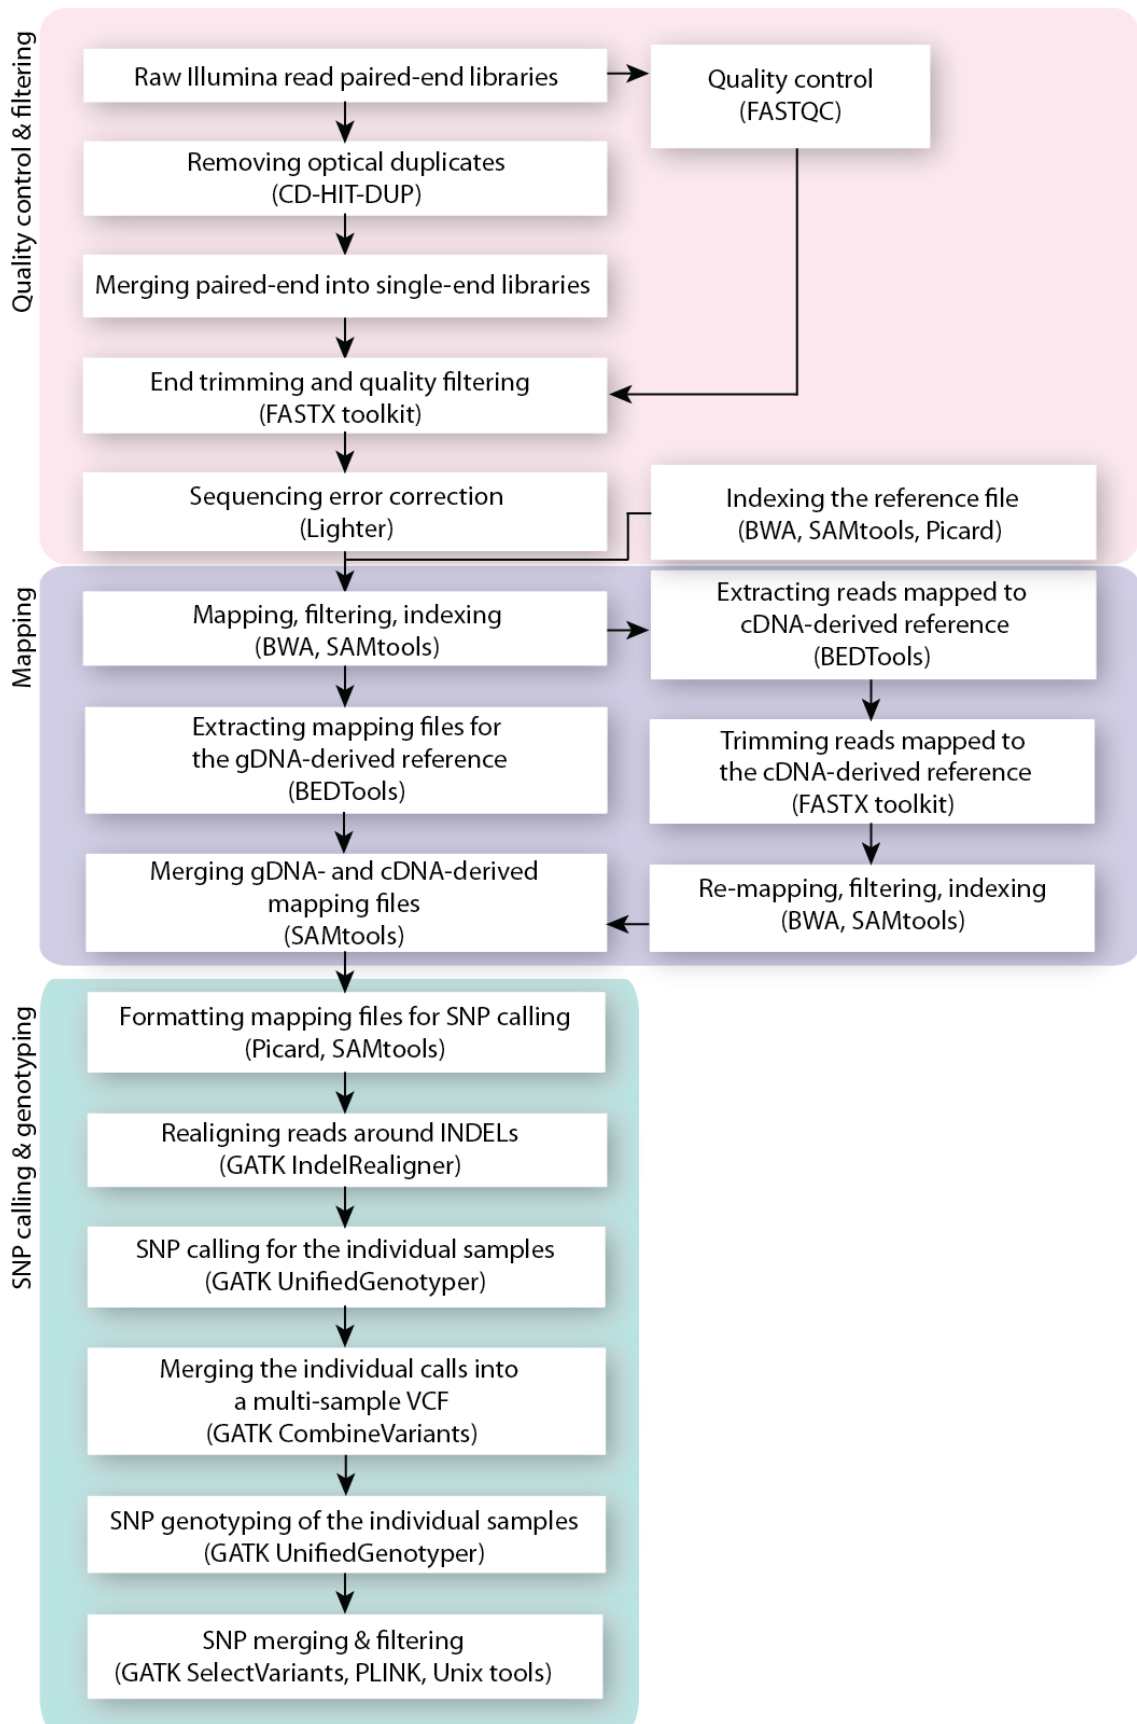 Quality control & filtering
Raw Illumina read paired-end libraries
Quality control
(FASTQC)
Removing optical duplicates
(CD-HIT-DUP)
Merging paired-end into single-end libraries
End trimming and quality filtering
(FASTX toolkit)
Sequencing error correction
(Lighter)
Indexing the reference file
(BWA, SAMtools, Picard)
Mapping
Mapping, filtering, indexing
(BWA, SAMtools)
Extracting reads mapped to
cDNA-derived reference
(BEDTools)
Extracting mapping files for
the gDNA-derived reference
(BEDTools)
Trimming reads mapped to
the cDNA-derived reference
(FASTX toolkit)
Merging gDNA- and cDNA-derived
mapping files
(SAMtools)
Re-mapping, filtering, indexing
(BWA, SAMtools)
SNP calling & genotyping
Formatting mapping files for SNP calling
(Picard, SAMtools)
Realigning reads around INDELs
(GATK IndelRealigner)
SNP calling for the individual samples
(GATK UnifiedGenotyper)
Merging the individual calls into
a multi-sample VCF
(GATK CombineVariants)
SNP genotyping of the individual samples
(GATK UnifiedGenotyper)
SNP merging & filtering
(GATK SelectVariants, PLINK, Unix tools)